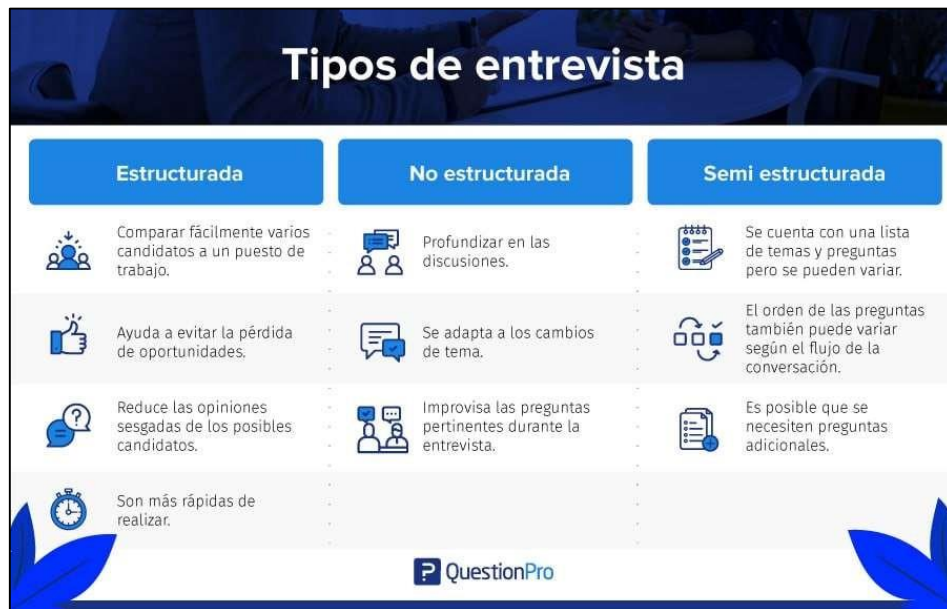 Tipos de entrevista
Estructurada
Comparar fácilmente varios
candidatos a un puesto de
trabajo.
Ayuda a evitar la pérdida
de oportunidades.
Reduce las opiniones
sesgadas de los posibles
candidatos.
Son más rápidas de
realizar.
No estructurada
Profundizar en las
discusiones.
Se adapta a los cambios
de tema.
Improvisa las preguntas
pertinentes durante la
entrevista.
Semi estructurada
Se cuenta con una lista
de temas y preguntas
pero se pueden variar.
El orden de las preguntas
también puede variar
según el flujo de la
conversación.
Es posible que se
necesiten preguntas
adicionales.
QuestionPro